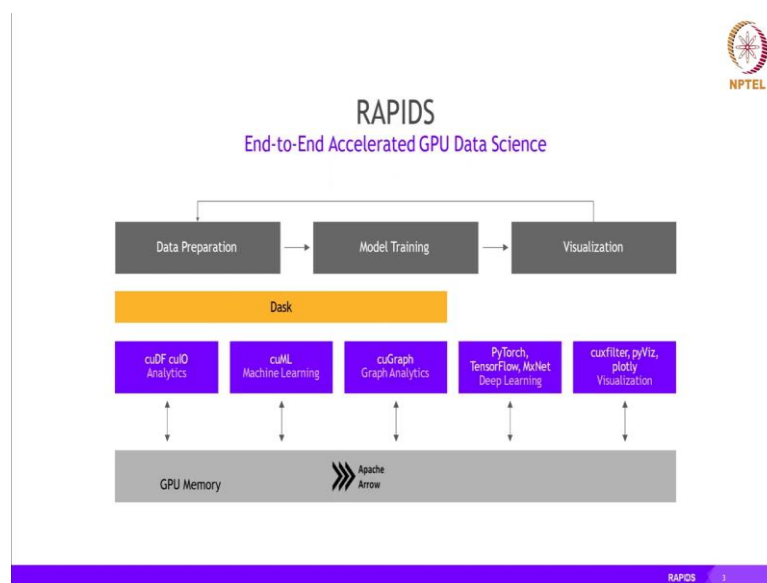 NPTEL
RAPIDS
End-to-End Accelerated GPU Data Science
Data Preparation
Model Training
Visualization
Dask
cuDF cuIO
Analytics
cuML
Machine Learning
cuGraph
Graph Analytics
PyTorch,
TensorFlow, MxNet
Deep Learning
cuxfilter, pyViz,
plotly
Visualization
GPU Memory
Apache
Arrow
RAPIDS 3